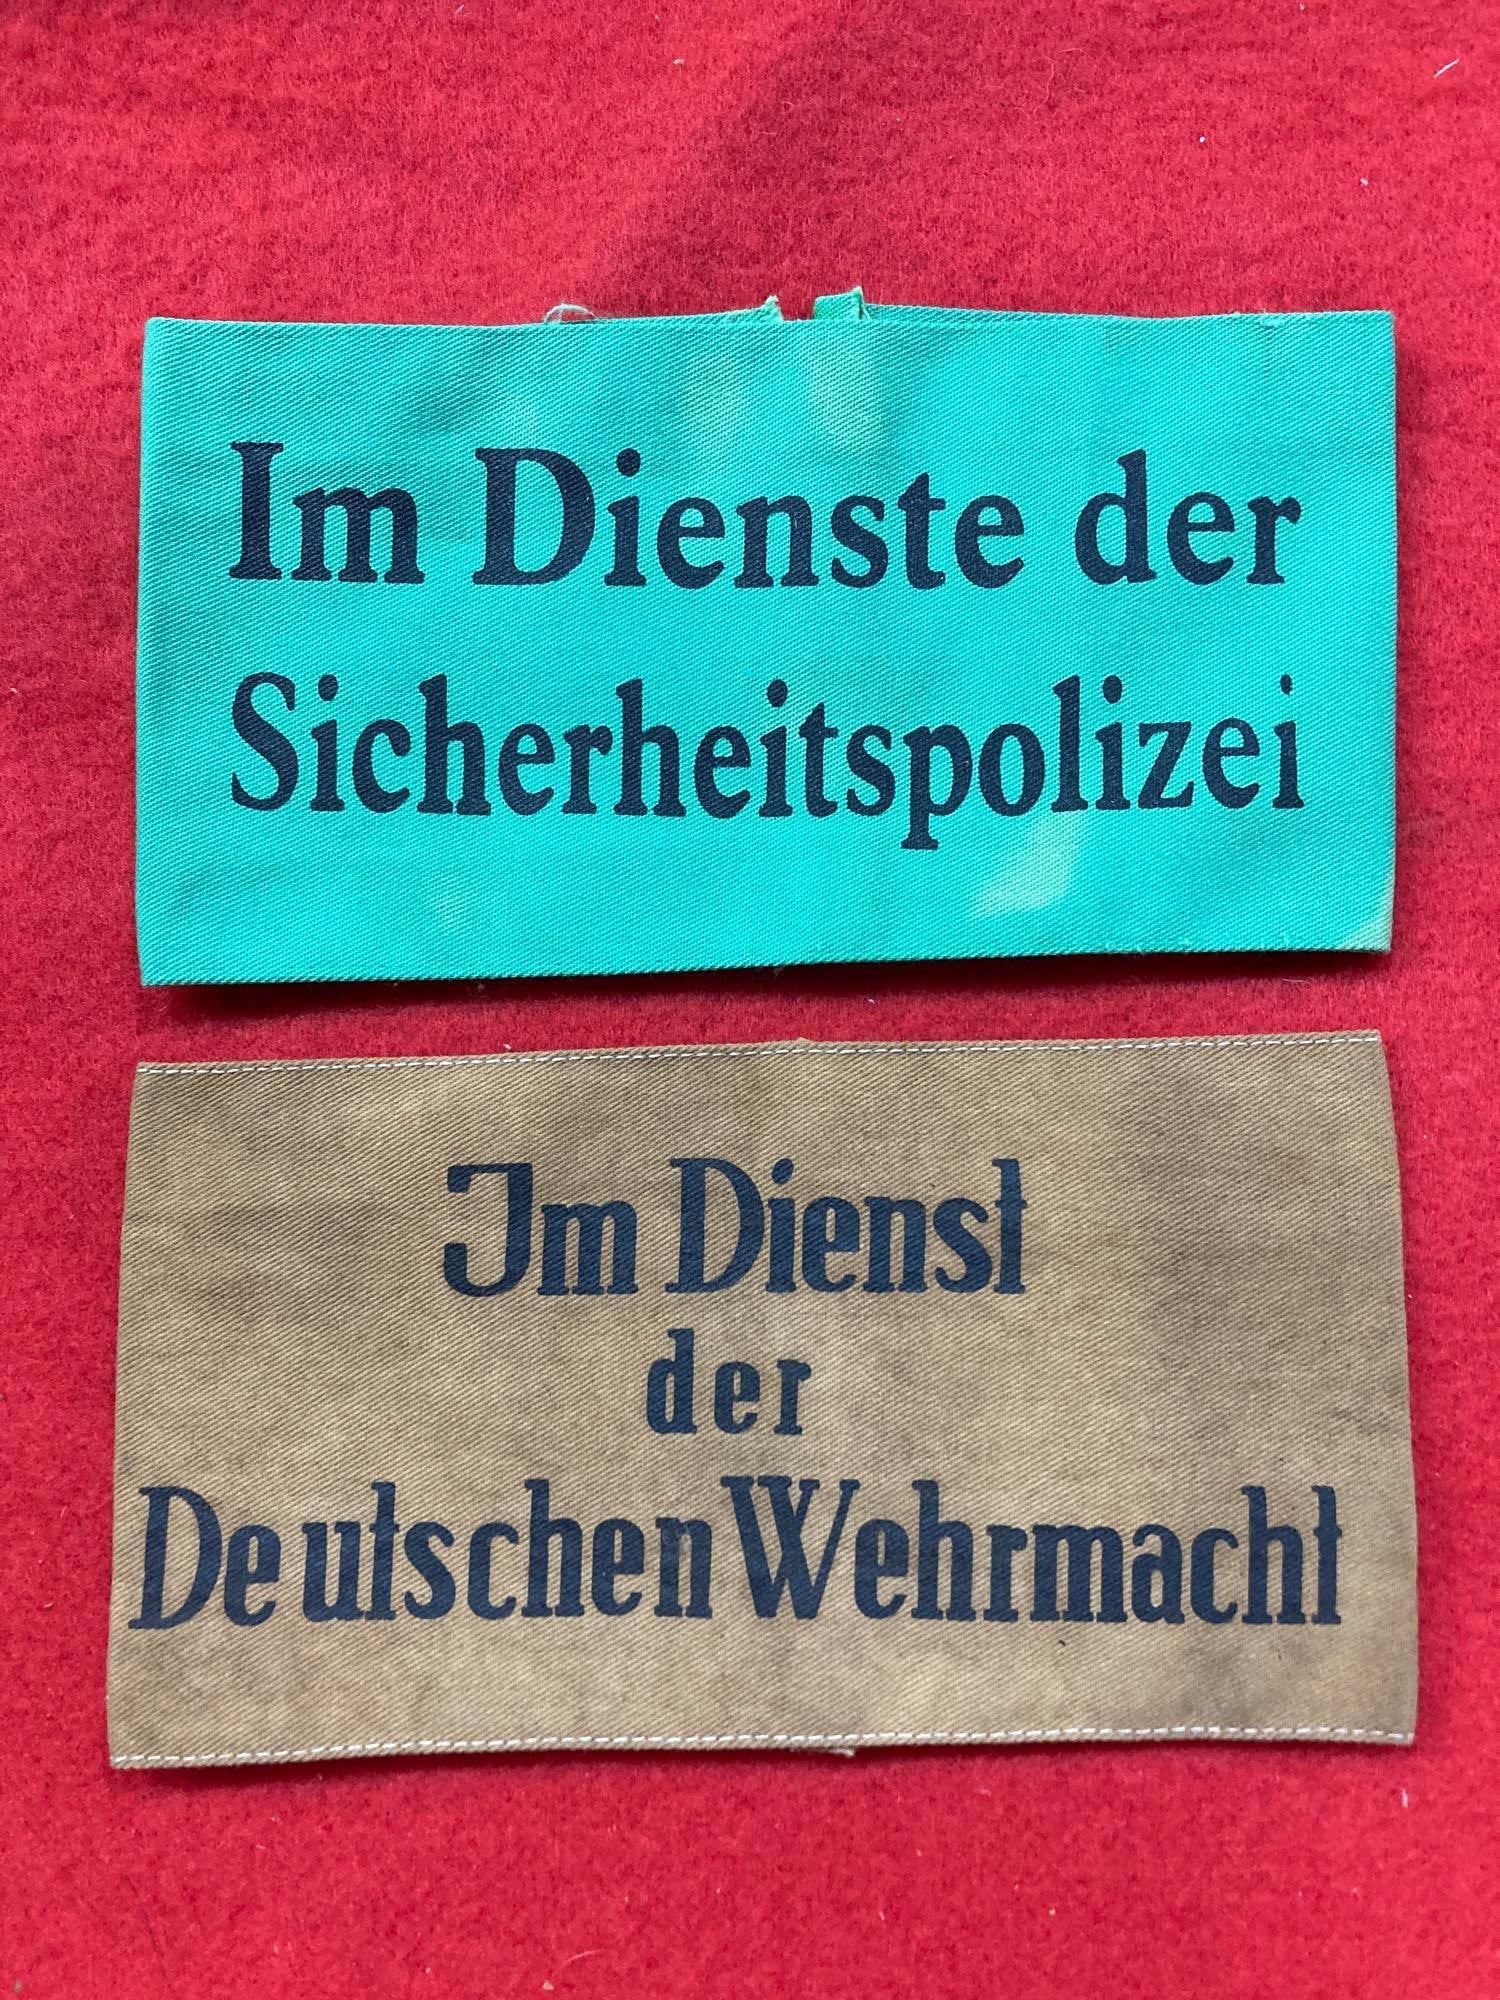 Im Dienste der
Sicherheitspolizei
Im Dienst
der
Deutschen Wehrmacht